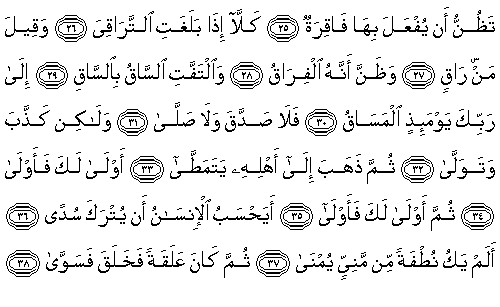 تَظُنُّ أَن يُفْعَلَ بِهَا فَاقِرَةٌ ٢٥ كَلَّآ إِذَا بَلَغَتِ ٱلتَّرَاقِىَ ٢٦ وَقِيلَ
مَنْ رَاقٍ ٢٧ وَظَنَّ أَنَّهُ ٱلْفِرَاقُ ٢٨ وَٱلْتَفَّتِ ٱلسَّاقُ بِٱلسَّاقِ ٢٩ إِلَىٰ
رَبِّكَ يَوْمَئِذٍ ٱلْمَسَاقُ ٣٠ فَلَا صَدَّقَ وَلَا صَلَّىٰ ٣١ وَلَـٰكِن كَذَّبَ
وَتَوَلَّىٰ ٣٢ ثُمَّ ذَهَبَ إِلَىٰٓ أَهْلِهِۦ يَتَمَطَّىٰٓ ٣٣ أَوْلَىٰ لَكَ فَأَوْلَىٰ
٣٤ ثُمَّ أَوْلَىٰ لَكَ فَأَوْلَىٰٓ ٣٥ أَيَحْسَبُ ٱلْإِنسَـٰنُ أَن يُتْرَكَ سُدًى ٣٦
أَلَمْ يَكُ نُطْفَةً مِّن مَّنِىٍّ يُمْنَىٰ ٣٧ ثُمَّ كَانَ عَلَقَةً فَخَلَقَ فَسَوَّىٰ ٣٨